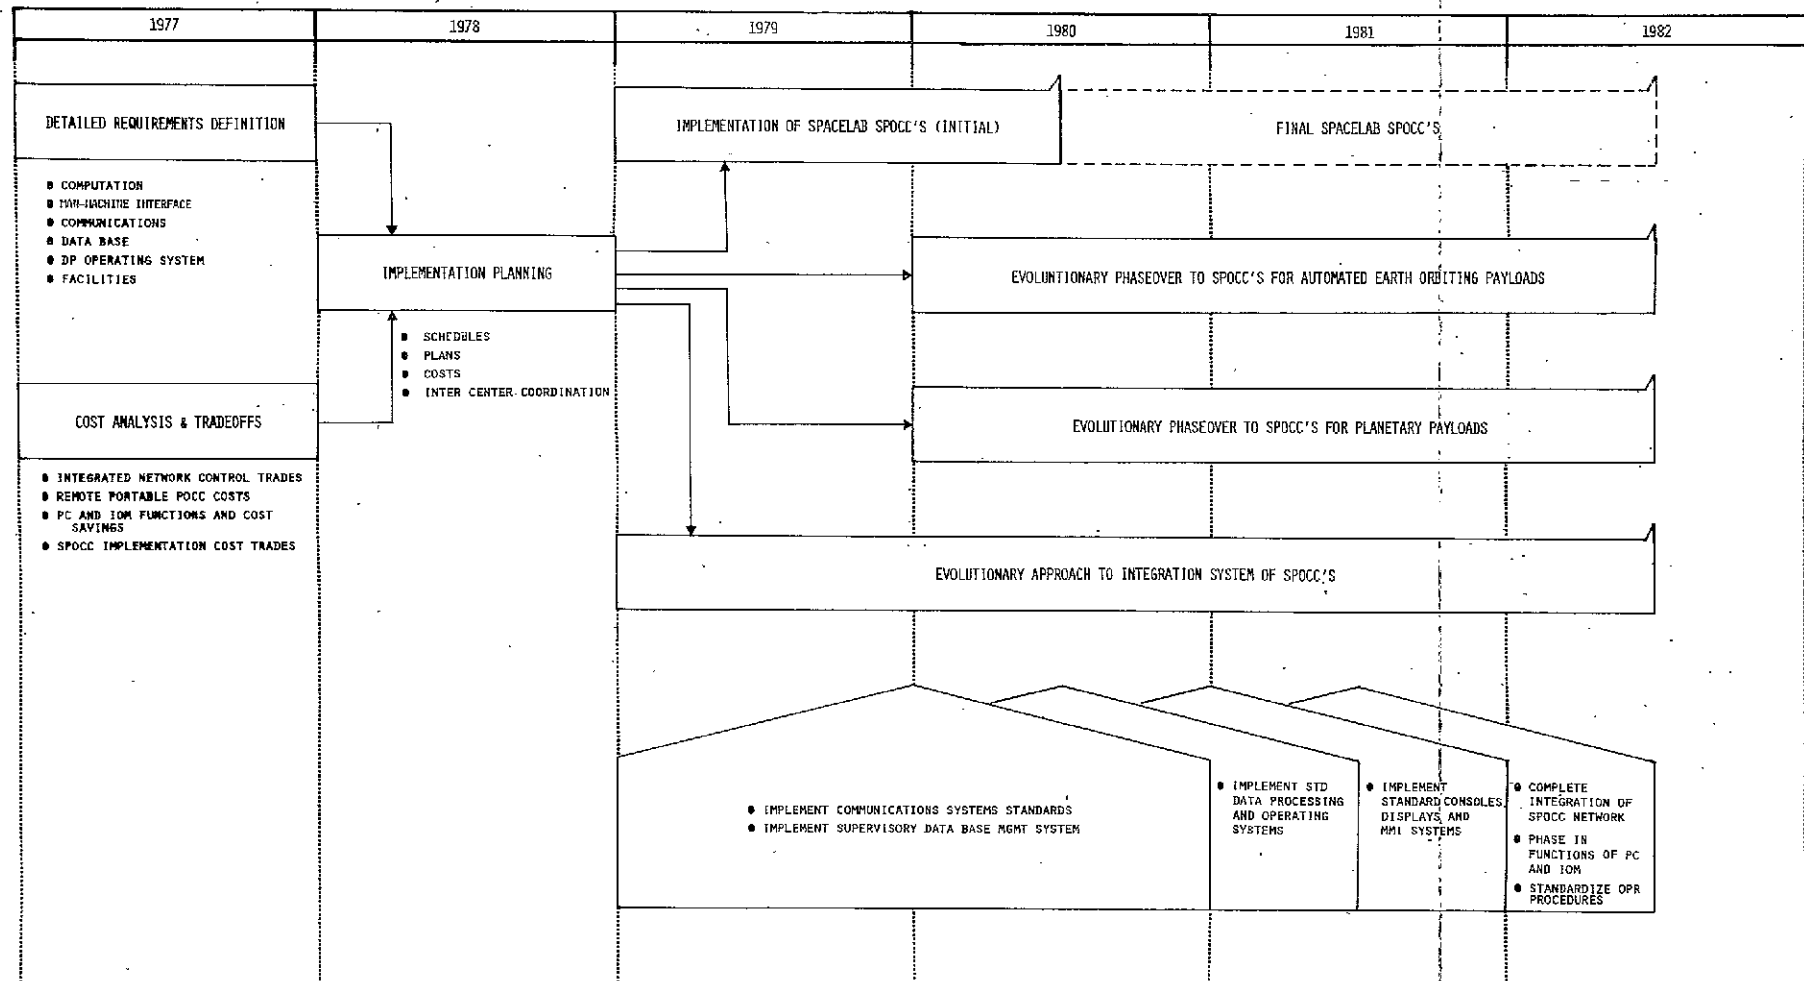 1977
1978
1979
1980
1981
1982
DETAILED REQUIREMENTS DEFINITION
IMPLEMENTATION OF SPACELAB SPOCC'S (INITIAL)
FINAL SPACELAB SPOCC'S
● COMPUTATION
● MAN-MACHINE INTERFACE
● COMMUNICATIONS
● DATA BASE
● DP OPERATING SYSTEM
● FACILITIES
IMPLEMENTATION PLANNING
EVOLUNTIONARY PHASEOVER TO SPOCC'S FOR AUTOMATED EARTH ORBITING PAYLOADS
● SCHEDULES
● PLANS
● COSTS
● INTER CENTER COORDINATION
COST ANALYSIS & TRADEOFFS
EVOLUTIONARY PHASEOVER TO SPOCC'S FOR PLANETARY PAYLOADS
● INTEGRATED NETWORK CONTROL TRADES
● REMOTE PORTABLE POCC COSTS
● PC AND IOM FUNCTIONS AND COST
SAVINGS
● SPOCC IMPLEMENTATION COST TRADES
EVOLUTIONARY APPROACH TO INTEGRATION SYSTEM OF SPOCC'S
● IMPLEMENT COMMUNICATIONS SYSTEMS STANDARDS
● IMPLEMENT SUPERVISORY DATA BASE MGMT SYSTEM
● IMPLEMENT STD
DATA PROCESSING
AND OPERATING
SYSTEMS
● IMPLEMENT
STANDARD CONSOLES
DISPLAYS AND
MMI SYSTEMS
● COMPLETE
INTEGRATION OF
SPOCC NETWORK
● PHASE IN
FUNCTIONS OF PC
AND IOM
● STANDARDIZE OPR
PROCEDURES